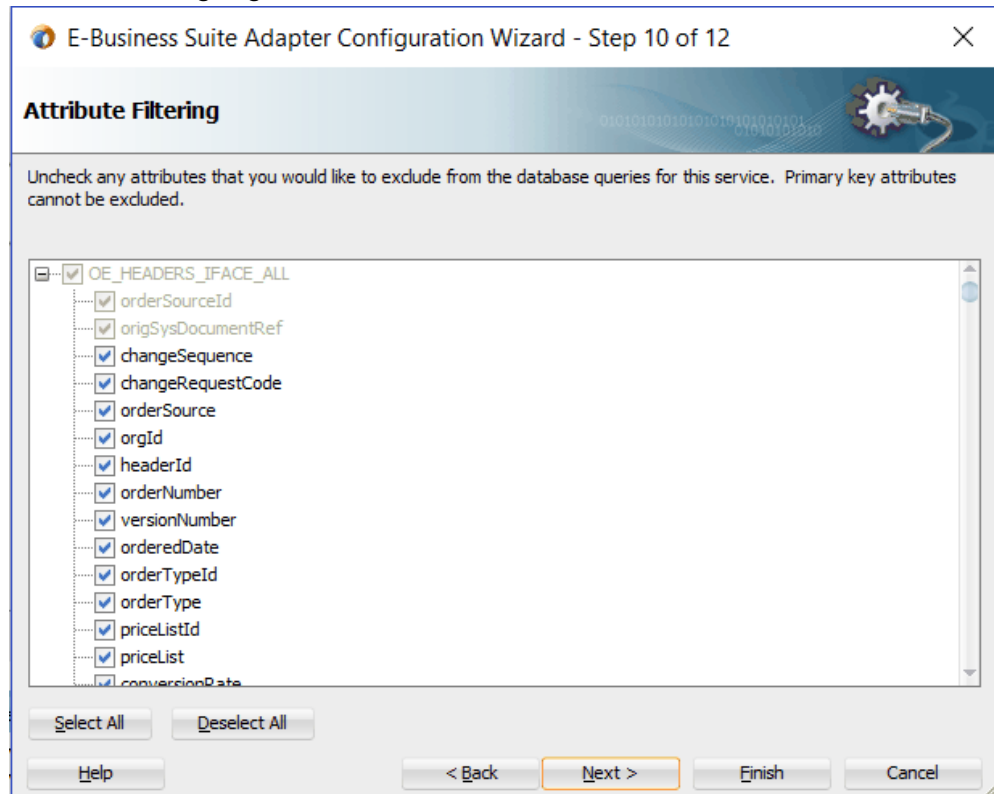 E-Business Suite Adapter Configuration Wizard - Step 10 of 12
Attribute Filtering
Uncheck any attributes that you would like to exclude from the database queries for this service. Primary key attributes
cannot be excluded.
OE_HEADERS_IFACE_ALL
orderSourceId
origSysDocumentRef
changeSequence
changeRequestCode
orderSource
orgId
headerId
orderNumber
versionNumber
orderedDate
orderTypeId
orderType
priceListId
priceList
conversionRate
Select All Deselect All
Help < Back Next > Finish Cancel